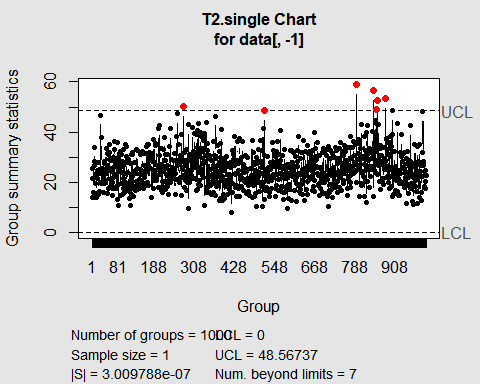 T2.single Chart
for data[, -1]
Group summary statistics
60
40
20
0
UCL
LCL
1 81 188 308 428 548 668 788 908
Group
Number of groups = 1000
LCL = 0
Sample size = 1
UCL = 48.56737
|S| = 3.009788e-07
Num. beyond limits = 7